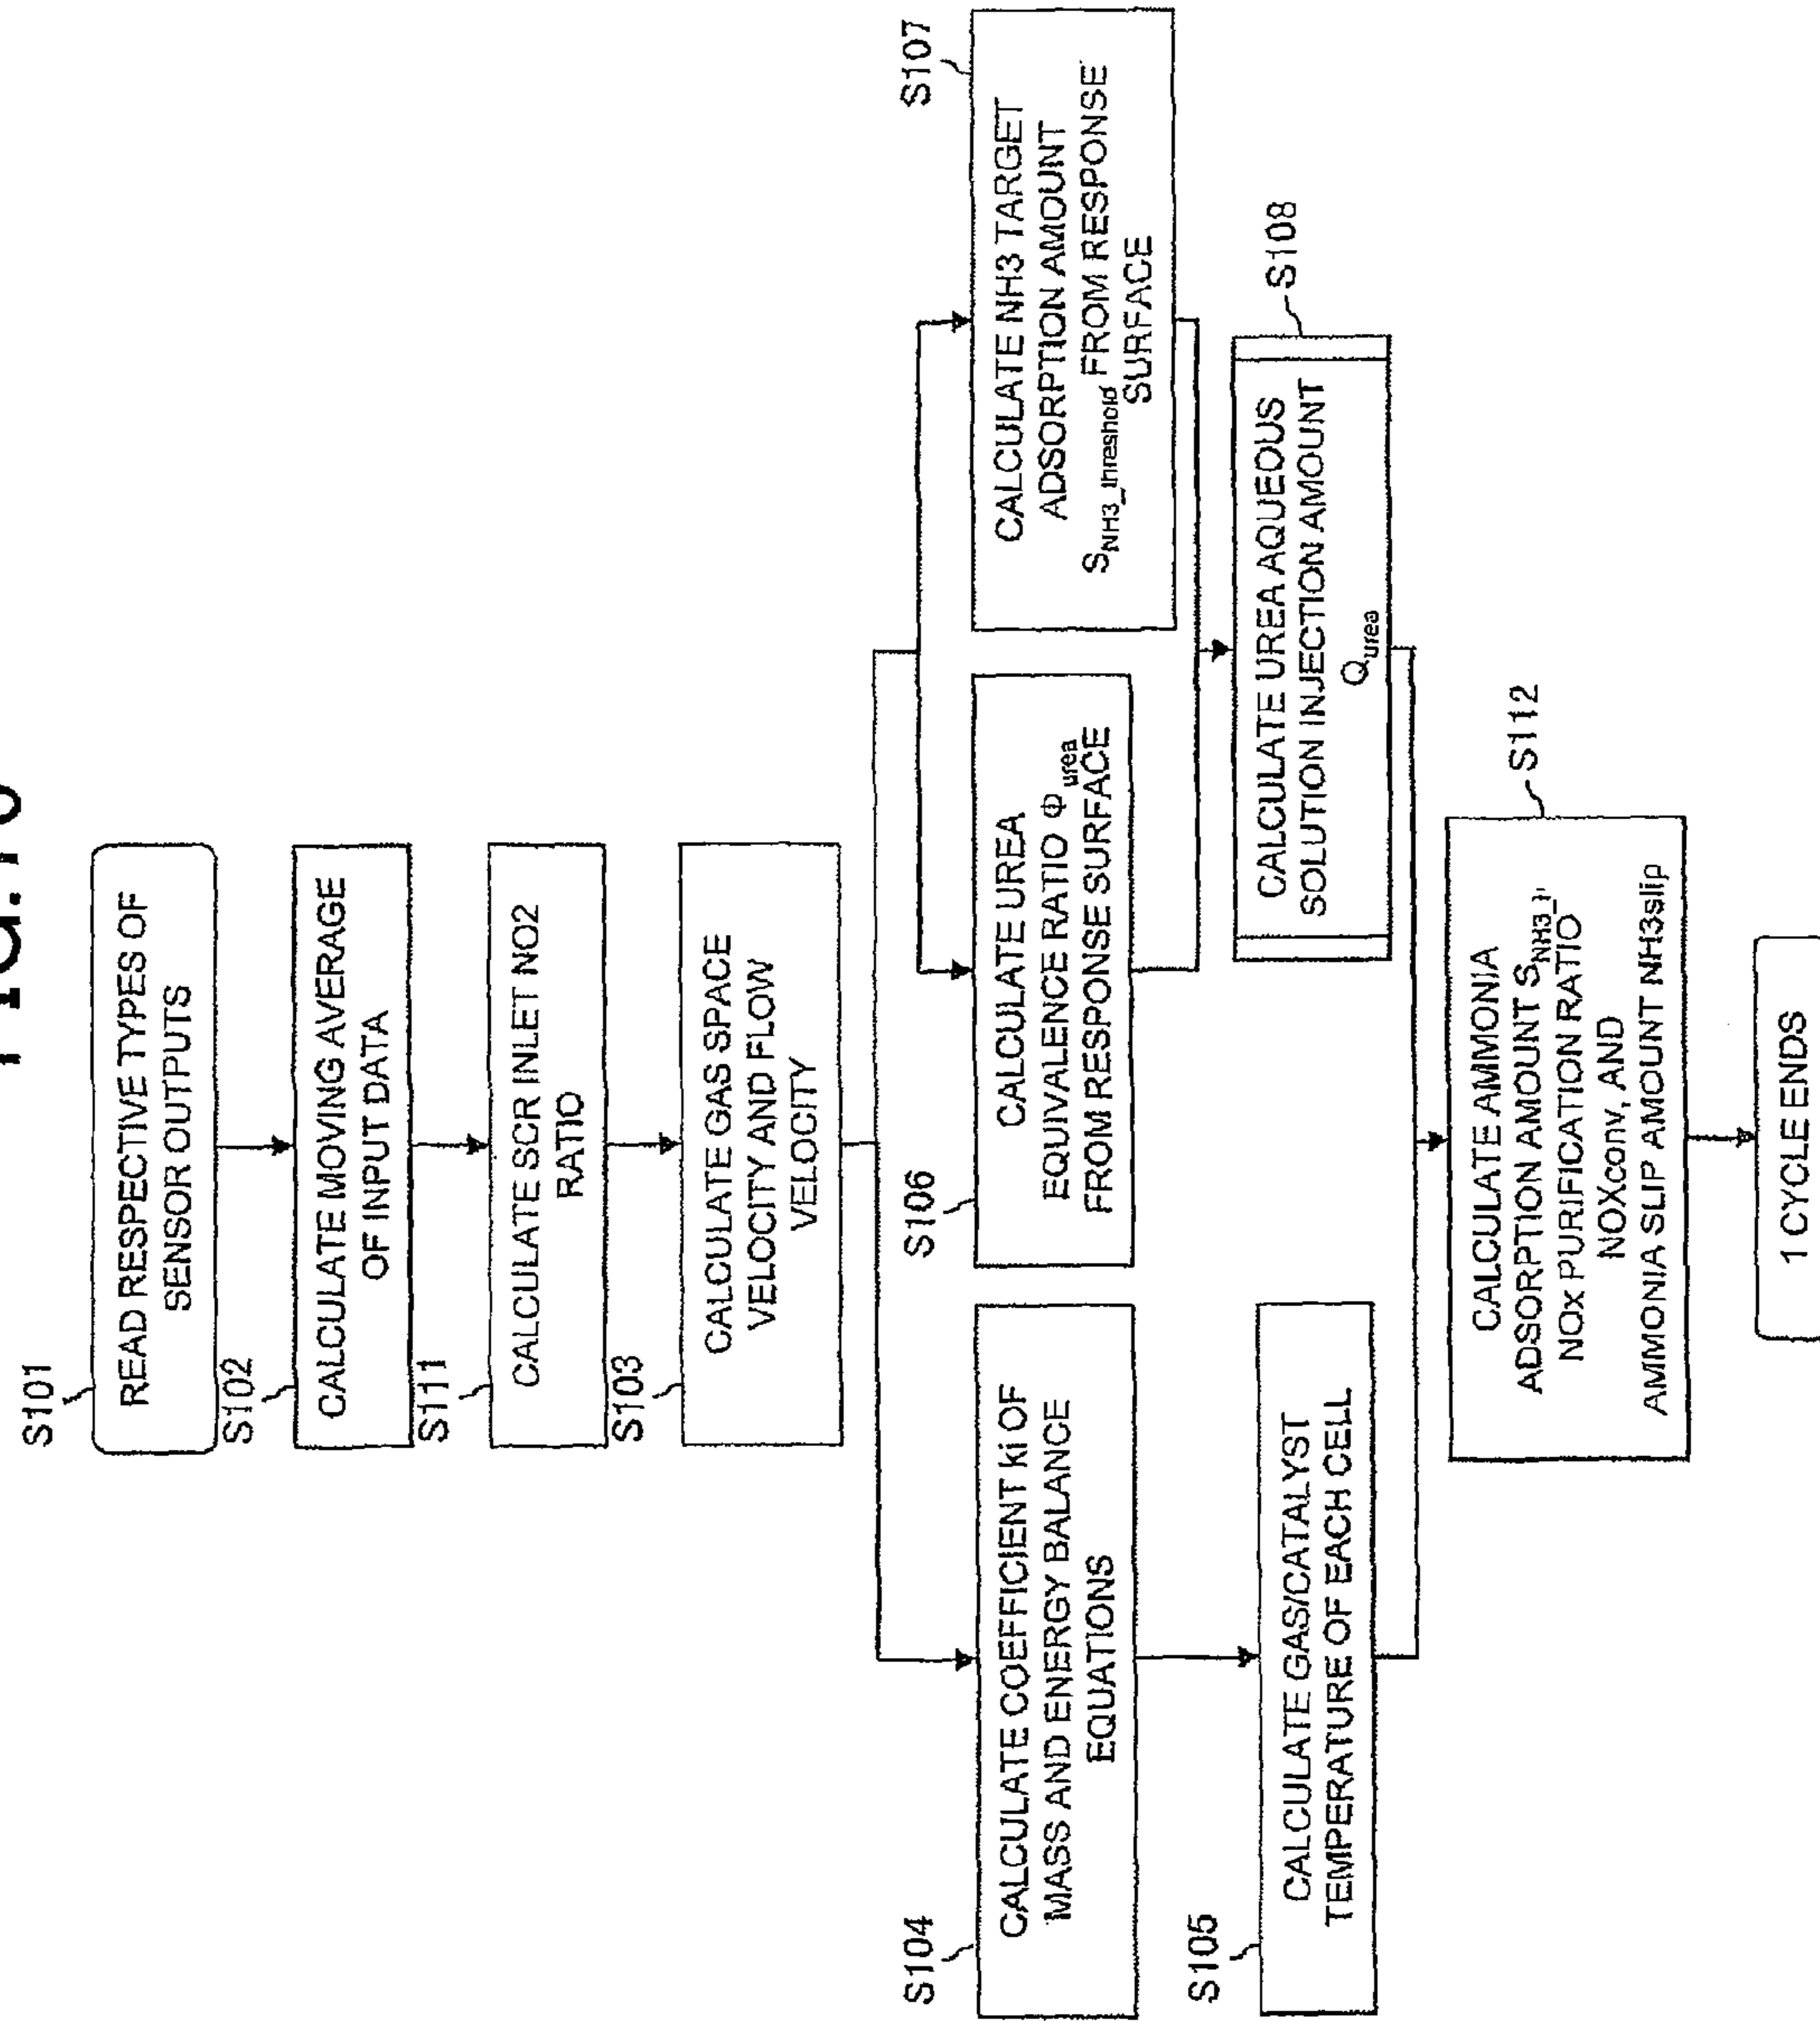 S101
READ RESPECTIVE TYPES OF
SENSOR OUTPUTS
S102
CALCULATE MOVING AVERAGE
OF INPUT DATA
S111
CALCULATE SCR INLET NO2
RATIO
S103
CALCULATE GAS SPACE
VELOCITY AND FLOW
VELOCITY
S104
CALCULATE COEFFICIENT ki OF
MASS AND ENERGY BALANCE
EQUATIONS
S105
CALCULATE GAS/CATALYST
TEMPERATURE OF EACH CELL
S106
CALCULATE UREA
EQUIVALENCE RATIO Φurea
FROM RESPONSE SURFACE
S107
CALCULATE NH3 TARGET
ADSORPTION AMOUNT
SNH3_threshold FROM RESPONSE
SURFACE
S108
CALCULATE UREA AQUEOUS
SOLUTION INJECTION AMOUNT
Qurea
S112
CALCULATE AMMONIA
ADSORPTION AMOUNT
NOx PURIFICATION RATIO
NOXconv, AND
AMMONIA SLIP AMOUNT NH3slip
1 CYCLE ENDS